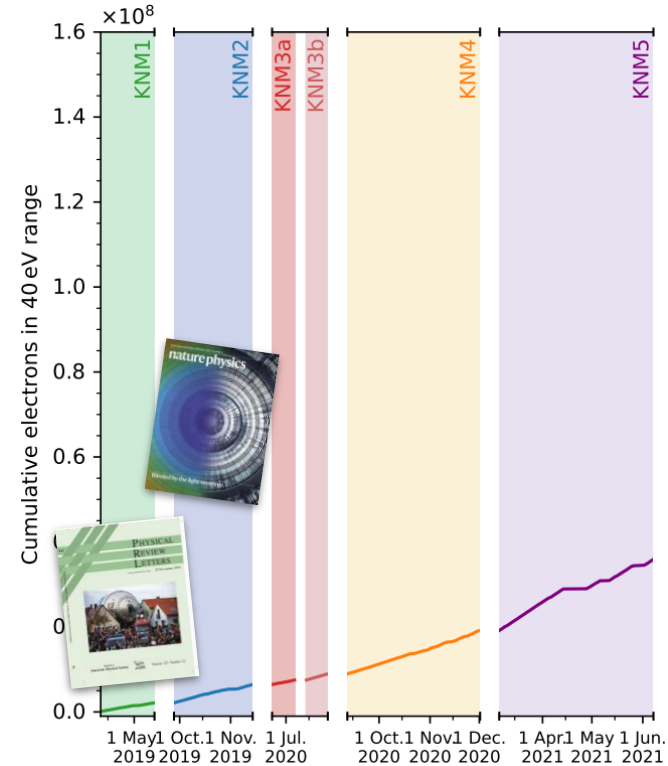 ×10⁸
1.6
1.4
1.2
1.0
0.8
0.6
0
0.0
Cumulative electrons in 40 eV range
KNM1
KNM2
KNM3a
KNM3b
KNM4
KNM5
nature physics
PHYSICAL
REVIEW
LETTERS
1 May 1 Oct. 1 Nov. 1 Jul. 1 Oct. 1 Nov. 1 Dec. 1 Apr. 1 May 1 Jun.
2019 2019 2019 2020 2020 2020 2020 2021 2021 2021